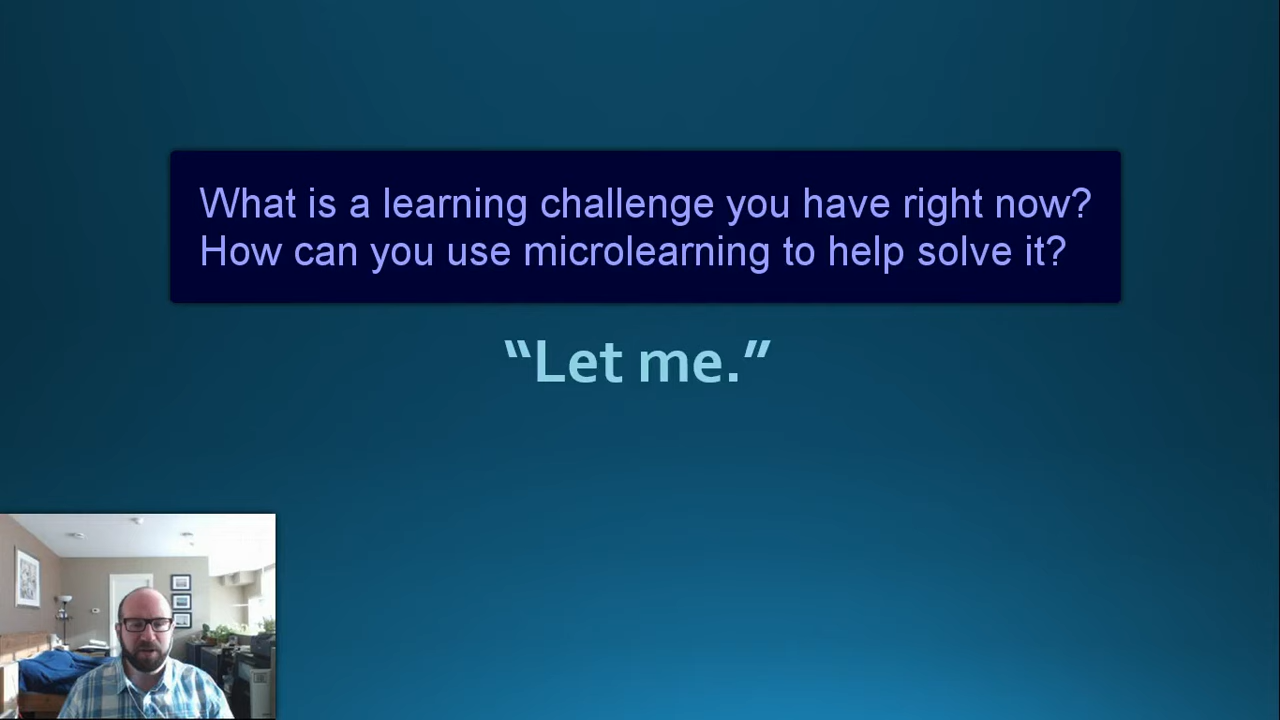 What is a learning challenge you have right now?
How can you use microlearning to help solve it?
“Let me.”